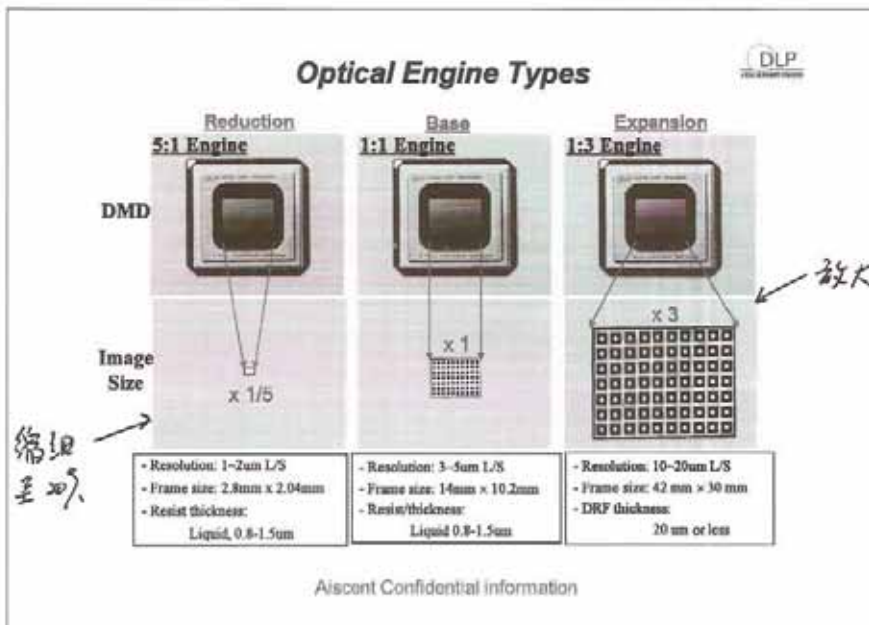 Optical Engine Types
DLP
Reduction
Base
Expansion
5:1 Engine
1:1 Engine
1:3 Engine
DMD
放大
x 3
x 1
Image
Size
x 1/5
至20%
- Resolution: 1~2um L/S
- Frame size: 2.8mm x 2.04mm
- Resist thickness:
Liquid, 0.8-1.5um
- Resolution: 3~5um L/S
- Frame size: 14mm × 10.2mm
- Resist/thickness:
Liquid 0.8-1.5um
- Resolution: 10~20um L/S
- Frame size: 42 mm × 30 mm
- DRF thickness:
20 um or less
Aiscent Confidential information